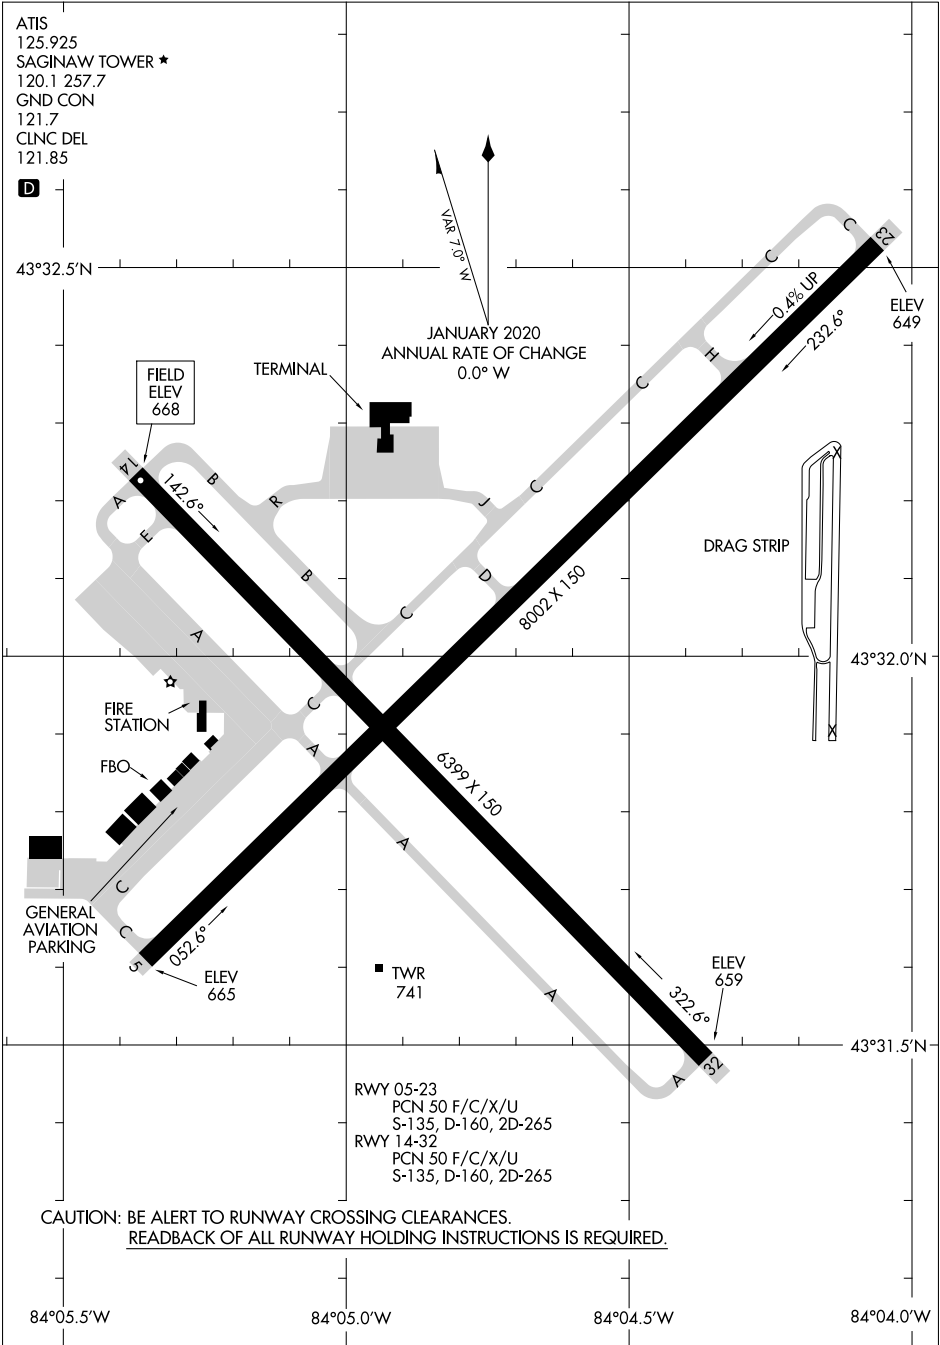 ATIS
125.925
SAGINAW TOWER ★
120.1 257.7
GND CON
121.7
CLNC DEL
121.85
D
VAR 7.0° W
JANUARY 2020
ANNUAL RATE OF CHANGE
0.0° W
43°32.5'N
C
23
C
0.4% UP
232.6°
ELEV
649
H
C
FIELD
ELEV
668
TERMINAL
14
142.6°
B
R
J
C
A
E
X
DRAG STRIP
B
D
C
8002 X 150
A
43°32.0'N
C
A
FIRE
STATION
FBO
6399 X 150
X
A
C
GENERAL
AVIATION
PARKING
C
052.6°
5
ELEV
665
TWR
741
A
322.6°
ELEV
659
43°31.5'N
A
32
RWY 05-23
PCN 50 F/C/X/U
S-135, D-160, 2D-265
RWY 14-32
PCN 50 F/C/X/U
S-135, D-160, 2D-265
CAUTION: BE ALERT TO RUNWAY CROSSING CLEARANCES.
READBACK OF ALL RUNWAY HOLDING INSTRUCTIONS IS REQUIRED.
84°05.5'W
84°05.0'W
84°04.5'W
84°04.0'W